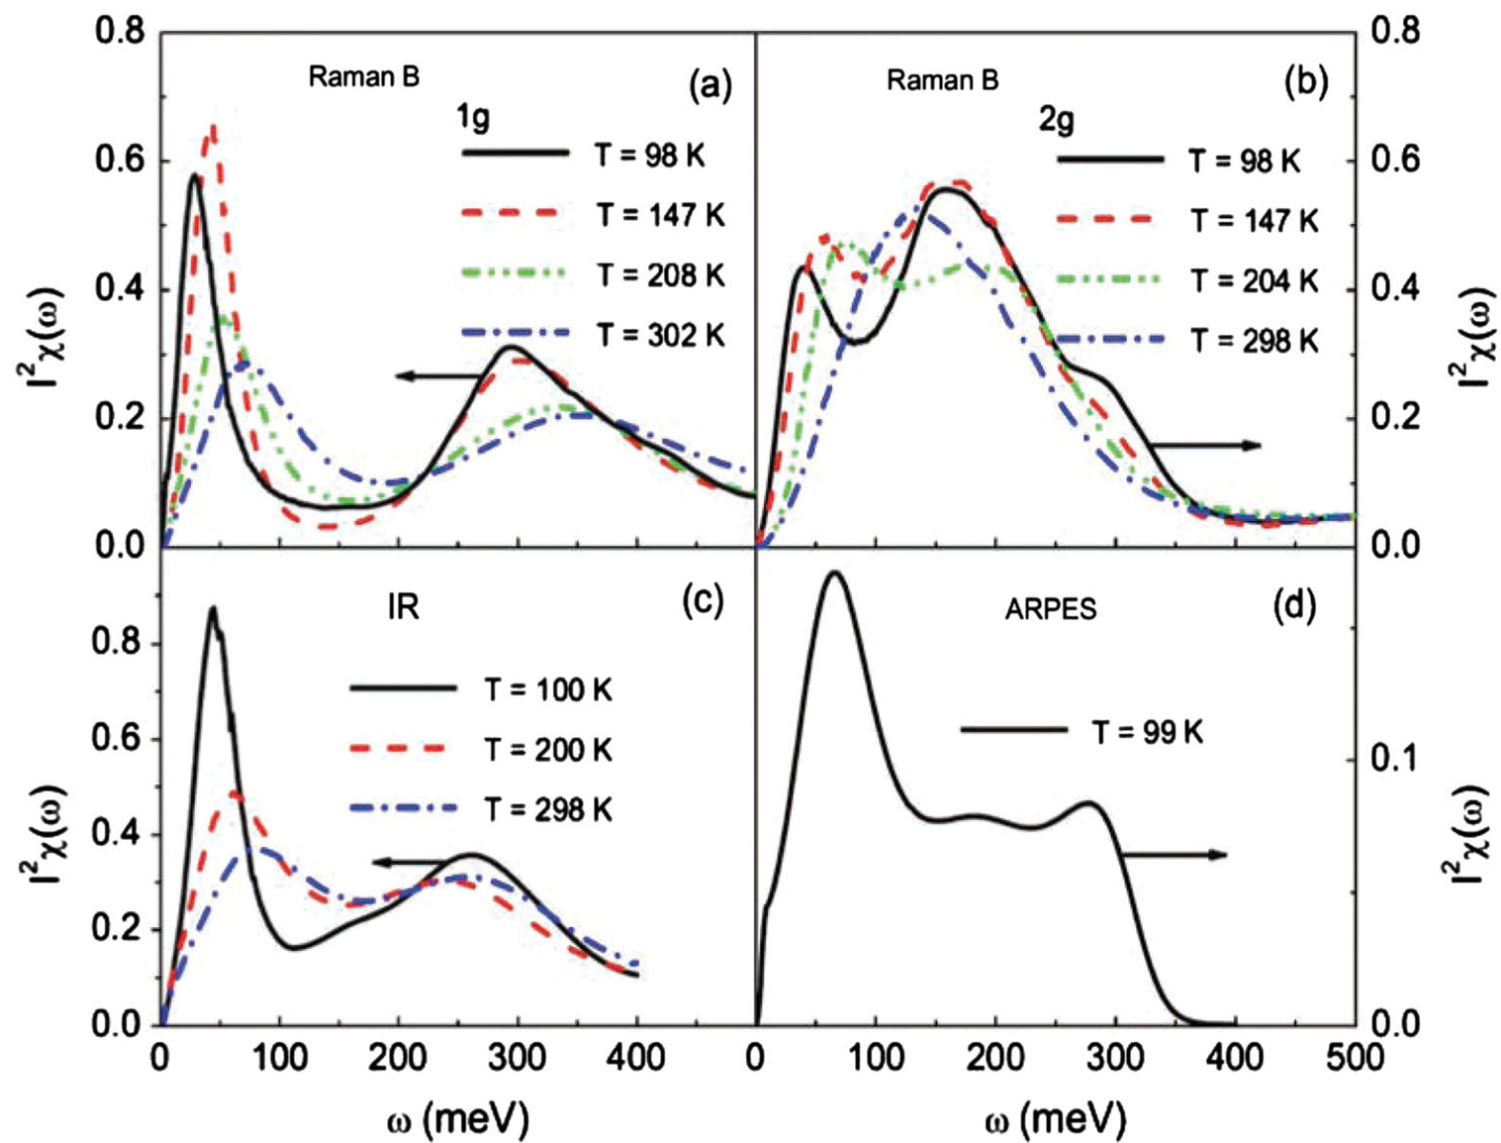 0.8
0.6
0.4
0.2
0.0
I²χ(ω)
Raman B
1g
(a)
T = 98 K
T = 147 K
T = 208 K
T = 302 K
Raman B
2g
(b)
T = 98 K
T = 147 K
T = 204 K
T = 298 K
0.8
0.6
0.4
0.2
0.0
I²χ(ω)
0.8
0.6
0.4
0.2
0.0
I²χ(ω)
IR
(c)
T = 100 K
T = 200 K
T = 298 K
ARPES
(d)
T = 99 K
0.1
0.0
I²χ(ω)
0 100 200 300 400
ω (meV)
0 100 200 300 400 500
ω (meV)